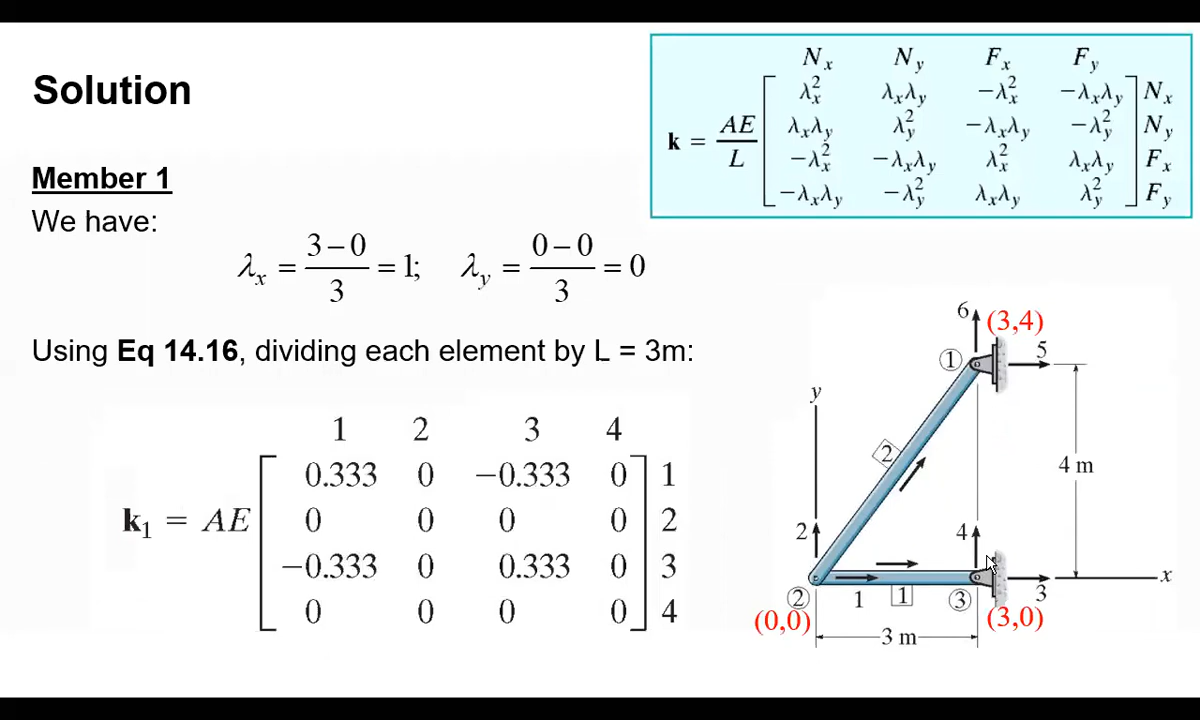 Solution
Member 1
We have:
λx = (3 − 0)/3 = 1; λy = (0 − 0)/3 = 0
Using Eq 14.16, dividing each element by L = 3m:
1 2 3 4
0.333 0 −0.333 0 1
k1 = AE 0 0 0 0 2
−0.333 0 0.333 0 3
0 0 0 0 4
Nx Ny Fx Fy
λx² λxλy −λx² −λxλy Nx
k = AE/L λxλy λy² −λxλy −λy² Ny
−λx² −λxλy λx² λxλy Fx
−λxλy −λy² λxλy λy² Fy
6 (3,4)
1 5
y
2
4 m
2 4
x
2 1 1 3 3
(0,0) (3,0)
3 m